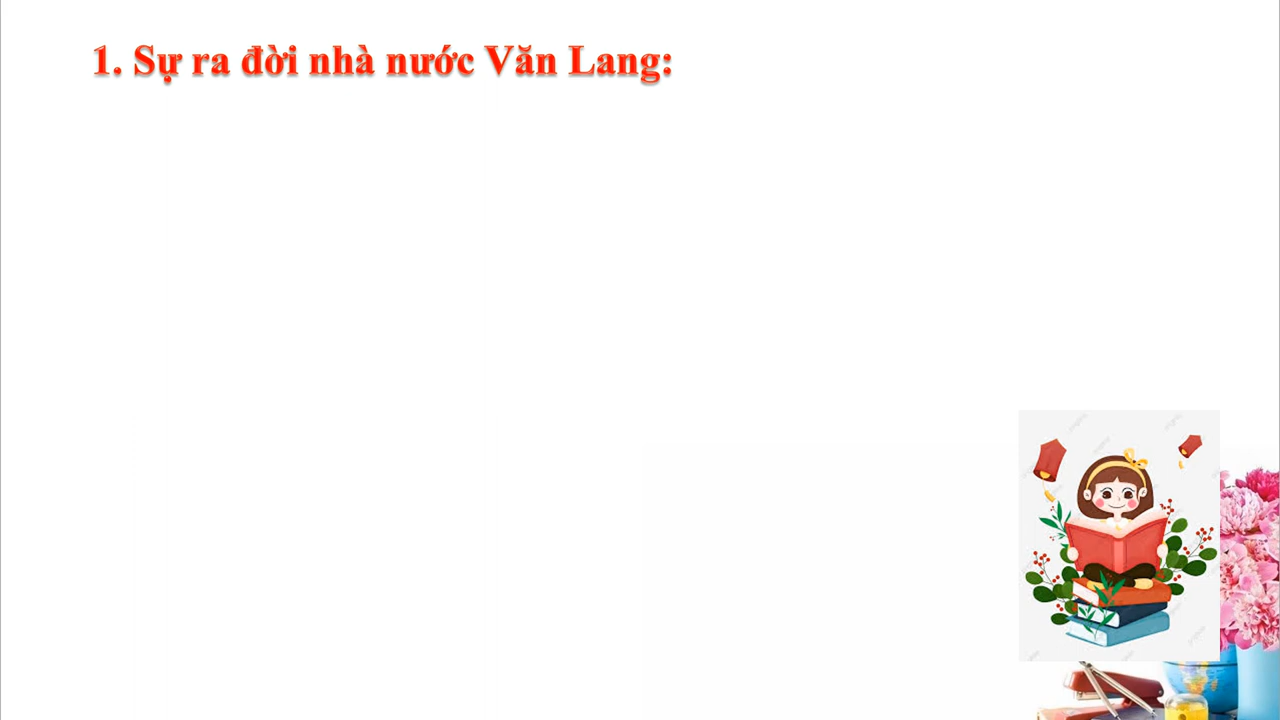 1. Sự ra đời nhà nước Văn Lang: